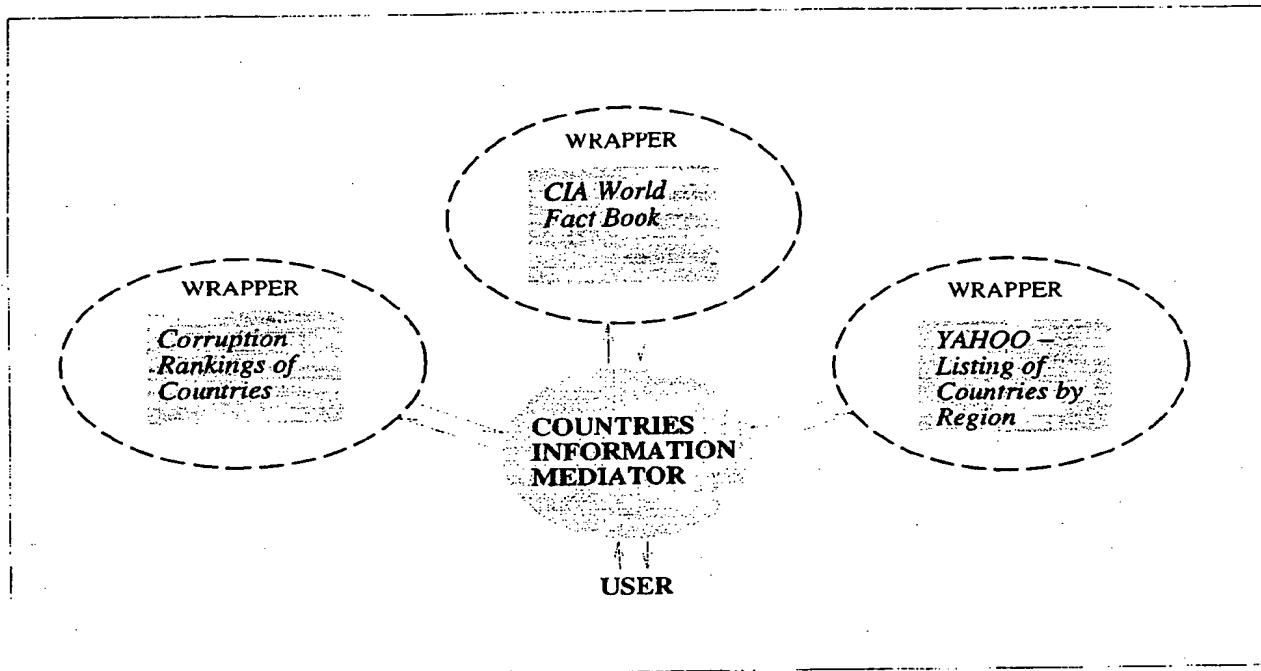 WRAPPER
CIA World
Fact Book
WRAPPER
Corruption
Rankings of
Countries
WRAPPER
YAHOO –
Listing of
Countries by
Region
COUNTRIES
INFORMATION
MEDIATOR
USER